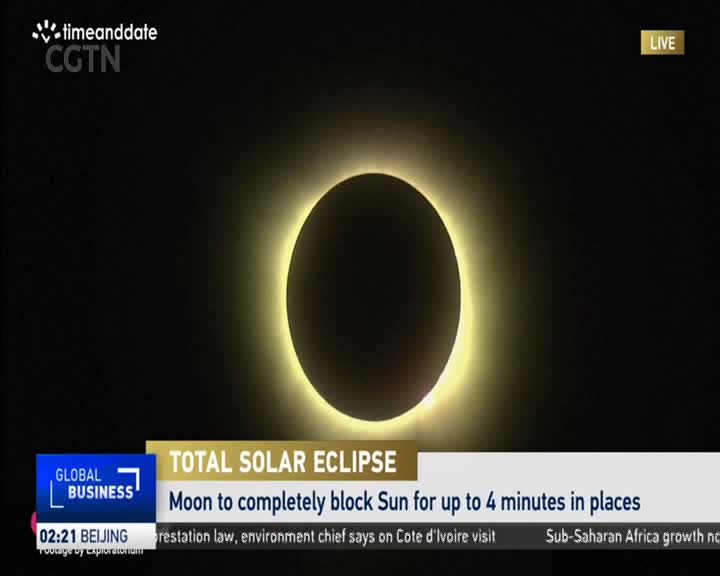 timeanddate
CGTN
LIVE
TOTAL SOLAR ECLIPSE
GLOBAL
BUSINESS
Moon to completely block Sun for up to 4 minutes in places
02:21 BEIJING
orestation law, environment chief says on Cote d'Ivoire visit
Sub-Saharan Africa growth
Footage by Exploratorium